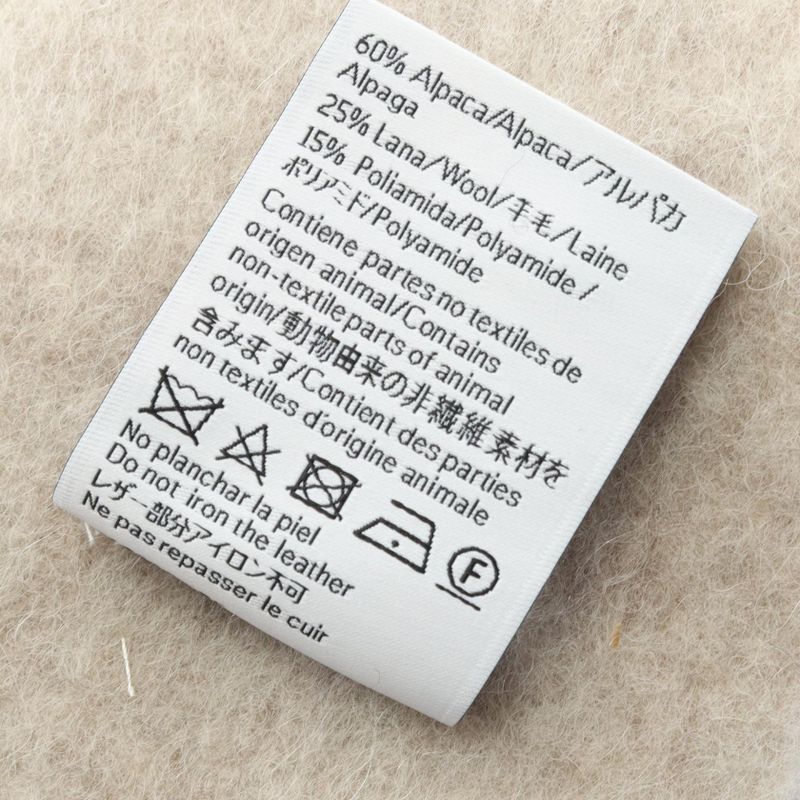 60% Alpaca/Alpaca/アルパカ
Alpaga
25% Lana/Wool/羊毛/Laine
15% Poliamida/Polyamide/
ポリアミド/Polyamide
Contiene partes no textiles de
origen animal/Contains
non-textile parts of animal
origin/動物由来の非繊維素材を
含みます/Contient des parties
non textiles d'origine animale
F
No planchar la piel
Do not iron the leather
レザー部分アイロン不可
Ne pas repasser le cuir